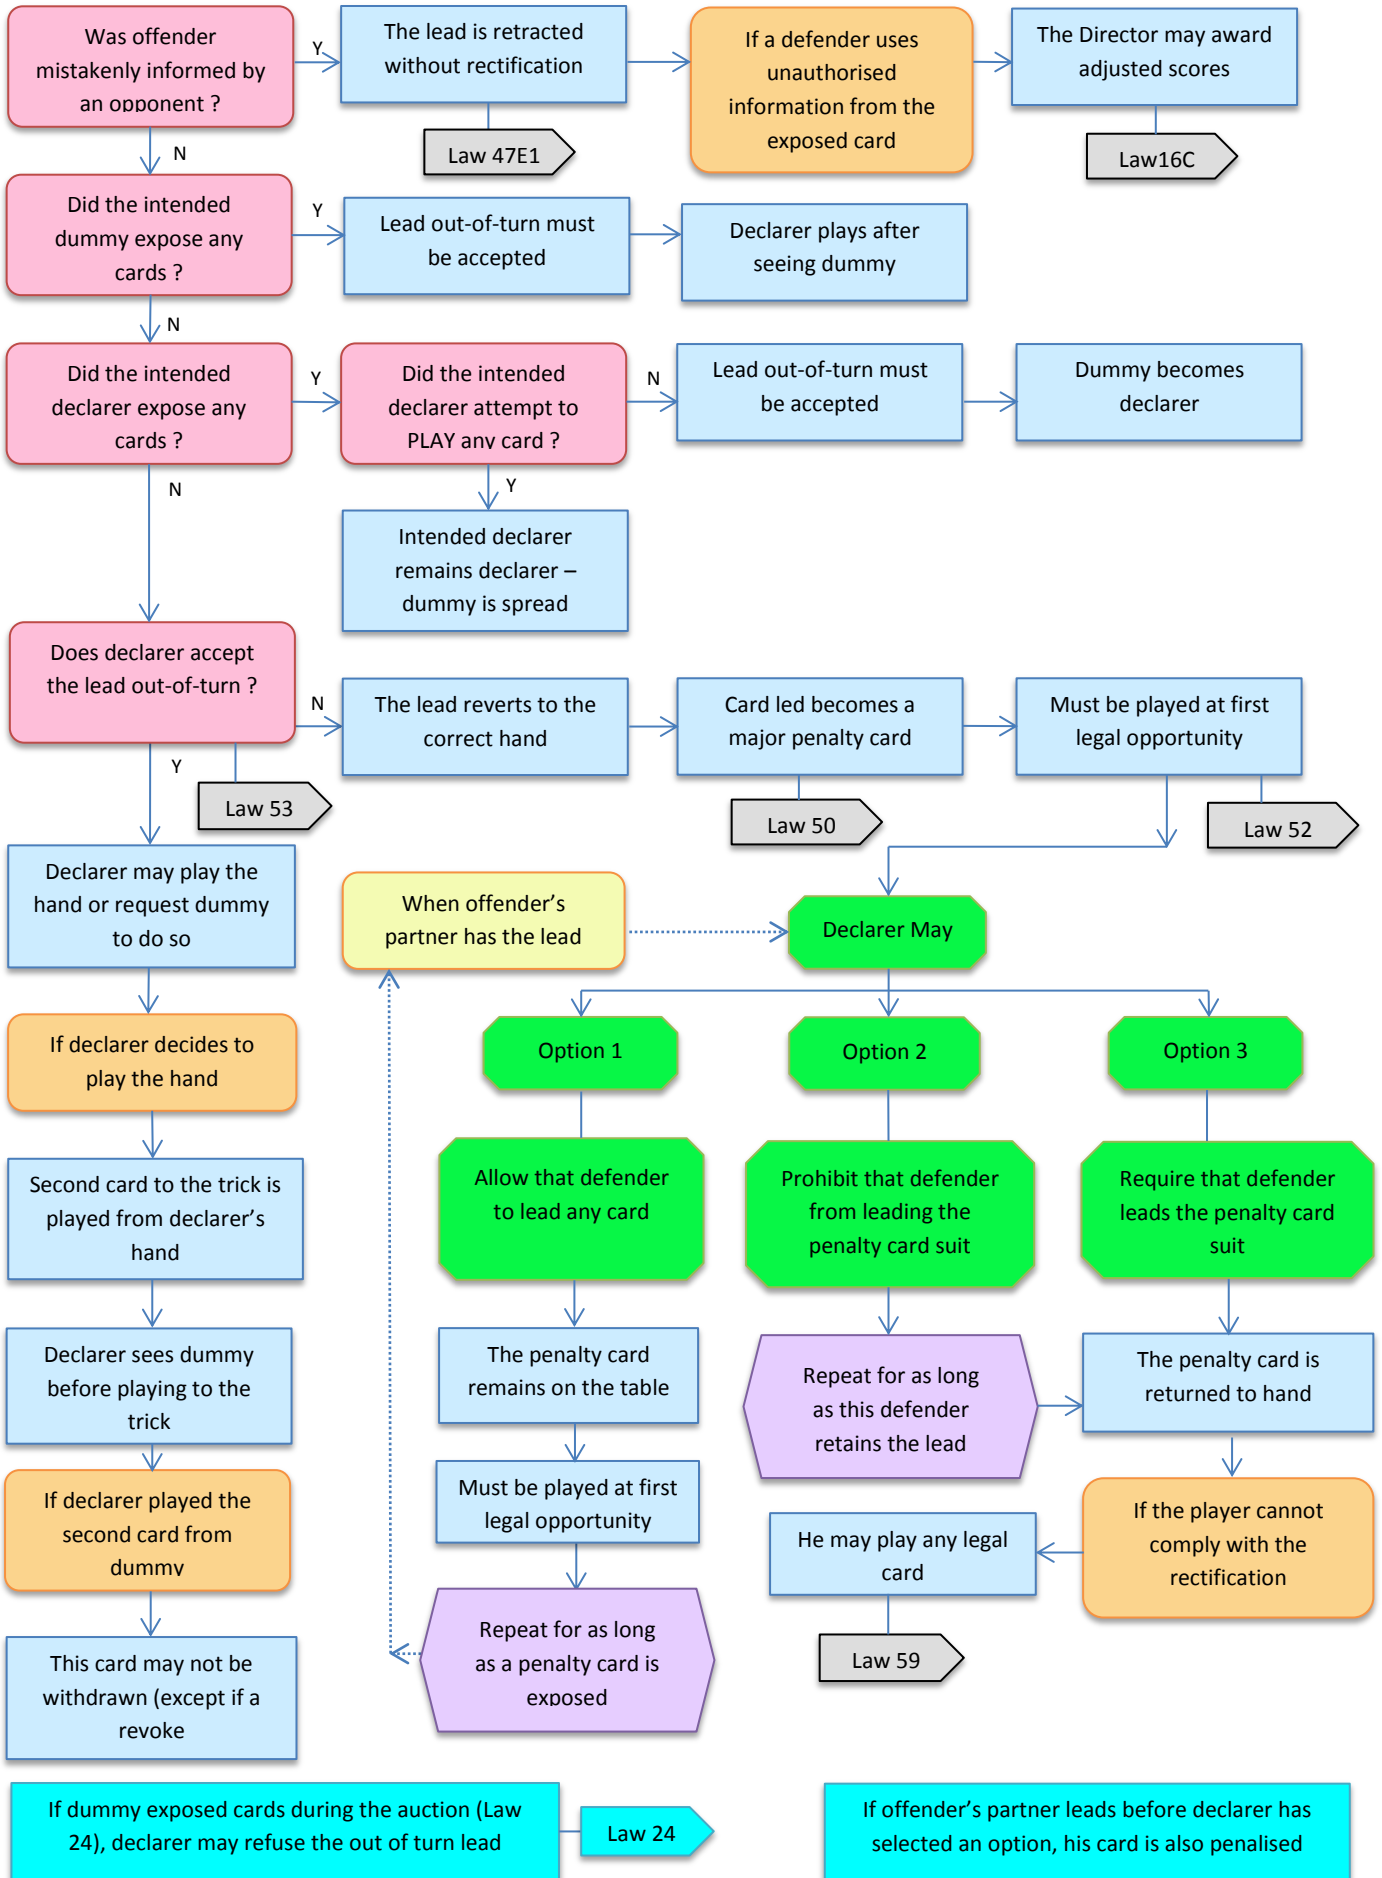 Was offender
mistakenly informed by
an opponent ?
Y
The lead is retracted
without rectification
If a defender uses
unauthorised
information from the
exposed card
The Director may award
adjusted scores
Law 47E1
Law16C
N
Did the intended
dummy expose any
cards ?
Y
Lead out-of-turn must
be accepted
Declarer plays after
seeing dummy
N
Did the intended
declarer expose any
cards ?
Y
Did the intended
declarer attempt to
PLAY any card ?
N
Lead out-of-turn must
be accepted
Dummy becomes
declarer
N
Y
Intended declarer
remains declarer –
dummy is spread
Does declarer accept
the lead out-of-turn ?
N
The lead reverts to the
correct hand
Card led becomes a
major penalty card
Must be played at first
legal opportunity
Y
Law 53
Law 50
Law 52
Declarer may play the
hand or request dummy
to do so
When offender’s
partner has the lead
Declarer May
If declarer decides to
play the hand
Option 1
Option 2
Option 3
Second card to the trick is
played from declarer’s
hand
Allow that defender
to lead any card
Prohibit that defender
from leading the
penalty card suit
Require that defender
leads the penalty card
suit
Declarer sees dummy
before playing to the
trick
The penalty card
remains on the table
Repeat for as long
as this defender
retains the lead
The penalty card is
returned to hand
If declarer played the
second card from
dummy
Must be played at first
legal opportunity
He may play any legal
card
If the player cannot
comply with the
rectification
This card may not be
withdrawn (except if a
revoke
Repeat for as long
as a penalty card is
exposed
Law 59
If dummy exposed cards during the auction (Law
24), declarer may refuse the out of turn lead
Law 24
If offender’s partner leads before declarer has
selected an option, his card is also penalised